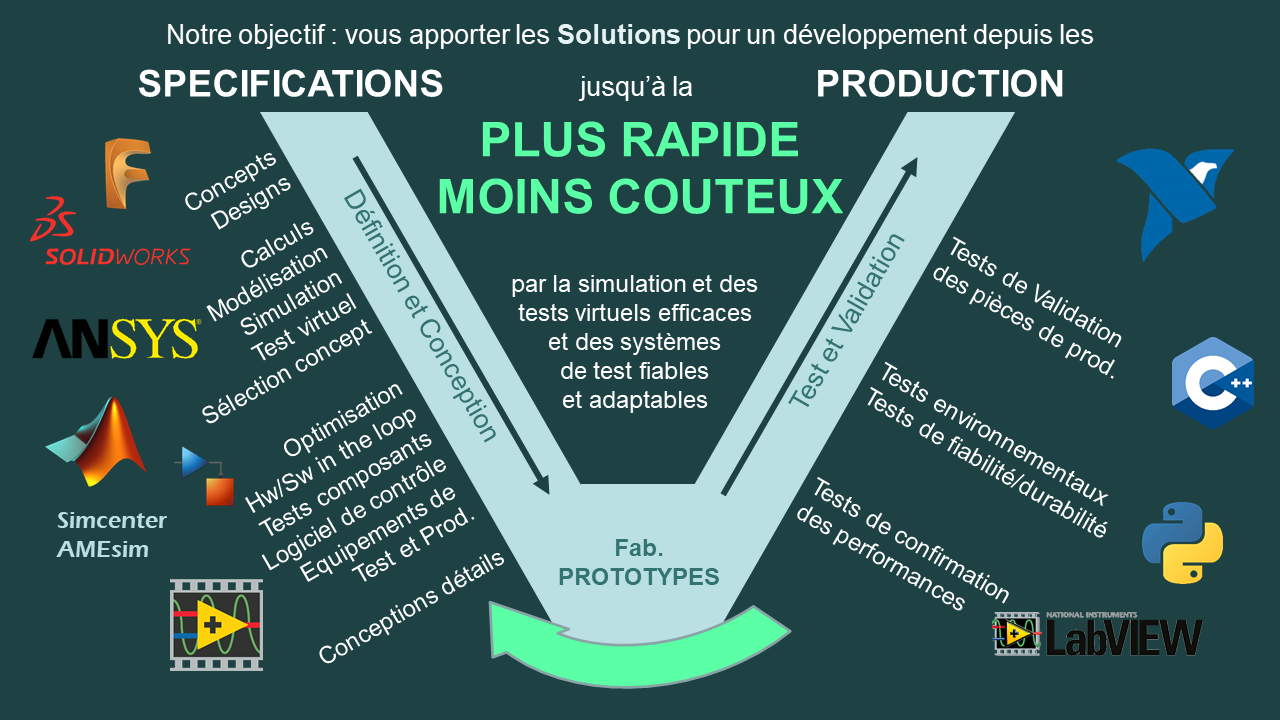 Notre objectif : vous apporter les Solutions pour un développement depuis les
SPECIFICATIONS
jusqu’à la
PRODUCTION
PLUS RAPIDE
MOINS COUTEUX
par la simulation et des
tests virtuels efficaces
et des systèmes
de test fiables
et adaptables
Définition et Conception
Test et Validation
Fab.
PROTOTYPES
Concepts
Designs
Calculs
Modélisation
Simulation
Test virtuel
Sélection concept
Optimisation
Hw/Sw in the loop
Tests composants
Logiciel de contrôle
Equipements de
Test et Prod.
Conceptions détails
Tests de Validation
des pièces de prod.
Tests environnementaux
Tests de fiabilité/durabilité
Tests de confirmation
des performances
SOLIDWORKS
ANSYS®
Simcenter
AMEsim
C++
NATIONAL INSTRUMENTS
LabVIEW